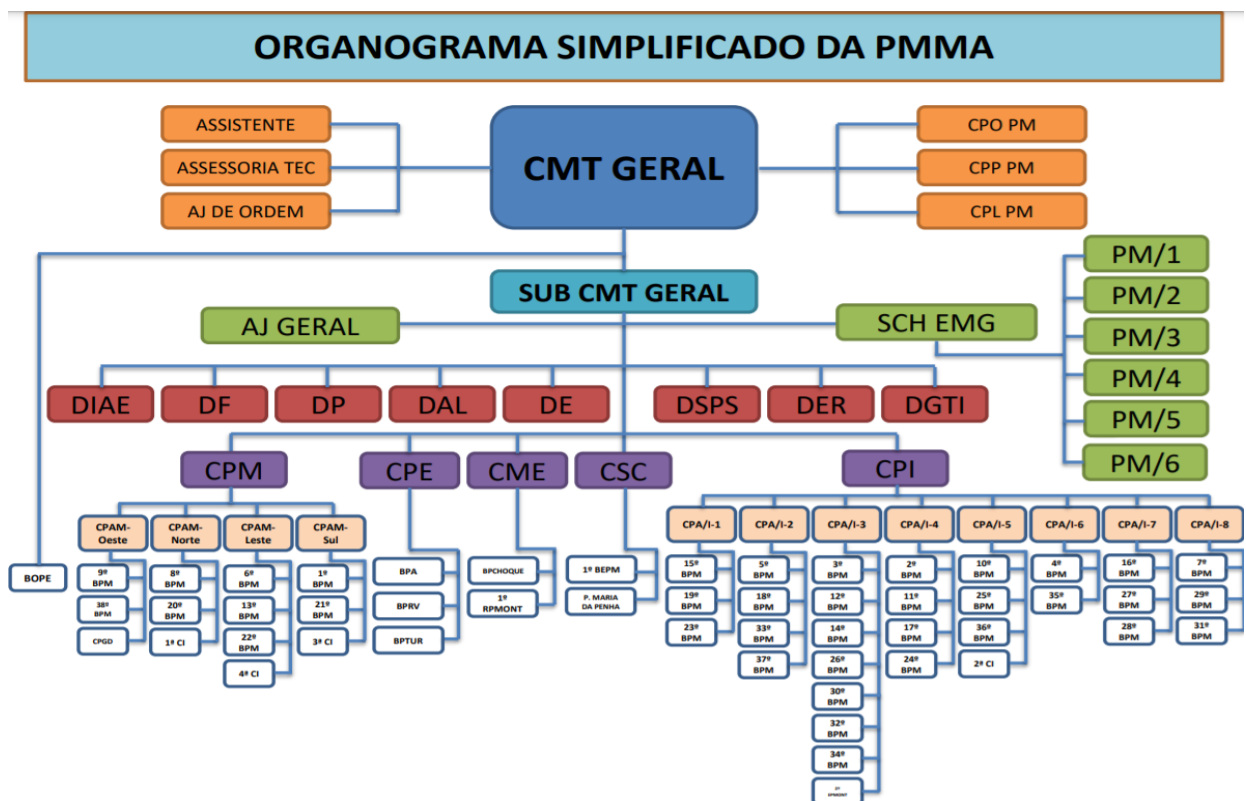 ORGANOGRAMA SIMPLIFICADO DA PMMA
ASSISTENTE
ASSESSORIA TEC
AJ DE ORDEM
CMT GERAL
CPO PM
CPP PM
CPL PM
SUB CMT GERAL
AJ GERAL
SCH EMG
PM/1
PM/2
PM/3
PM/4
PM/5
PM/6
DIAE
DF
DP
DAL
DE
DSPS
DER
DGTI
CPM
CPE
CME
CSC
CPI
BOPE
CPAM-
Oeste
9º
BPM
38º
BPM
CPGD
CPAM-
Norte
8º
BPM
20º
BPM
1ª CI
CPAM-
Leste
6º
BPM
13º
BPM
22º
BPM
4ª CI
CPAM-
Sul
1º
BPM
21º
BPM
3ª CI
BPA
BPRV
BPTUR
BPCHOQUE
1º
RPMONT
1º BEPM
P. MARIA
DA PENHA
CPA/I-1
15º
BPM
19º
BPM
23º
BPM
CPA/I-2
5º
BPM
18º
BPM
33º
BPM
37º
BPM
CPA/I-3
3º
BPM
12º
BPM
14º
BPM
26º
BPM
30º
BPM
32º
BPM
34º
BPM
RPMONT
CPA/I-4
2º
BPM
11º
BPM
17º
BPM
24º
BPM
CPA/I-5
10º
BPM
25º
BPM
36º
BPM
2ª CI
CPA/I-6
4º
BPM
35º
BPM
CPA/I-7
16º
BPM
27º
BPM
28º
BPM
CPA/I-8
7º
BPM
29º
BPM
31º
BPM